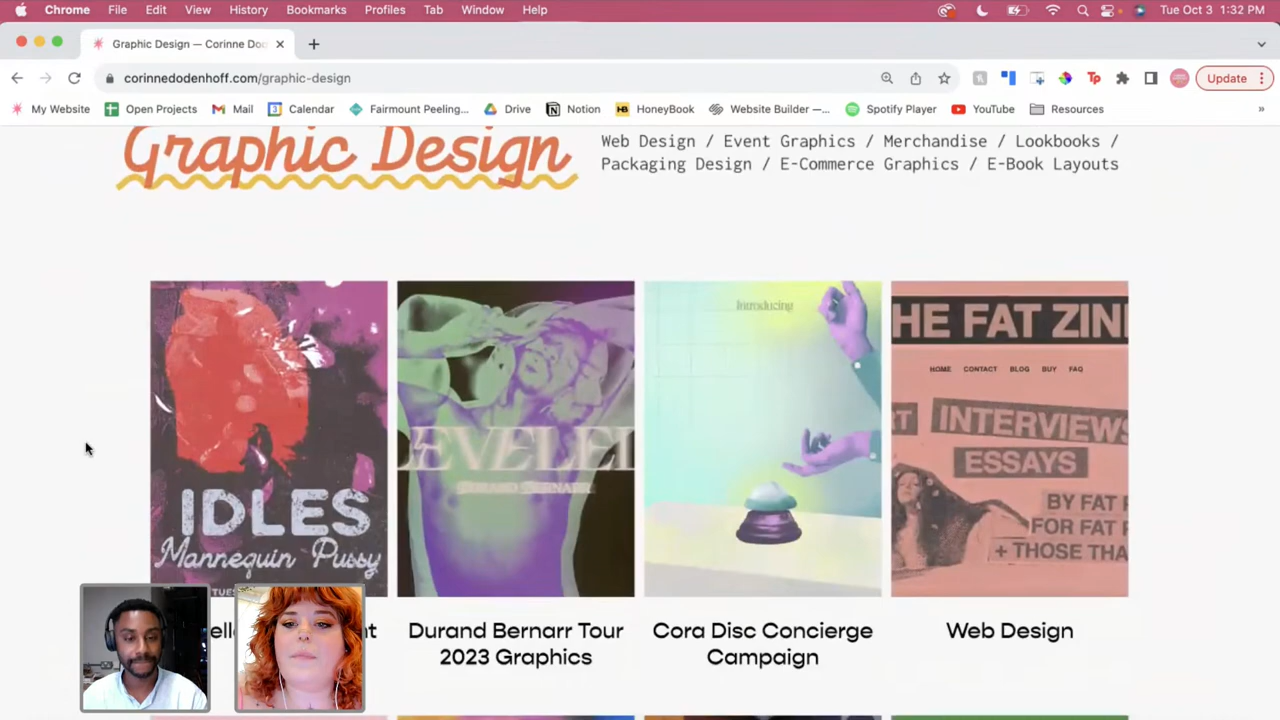 Chrome File Edit View History Bookmarks Profiles Tab Window Help Tue Oct 3 1:32 PM
Graphic Design — Corinne Do
corinnedodenhoff.com/graphic-design Tp Update
My Website Open Projects Mail Calendar Fairmount Peeling... Drive Notion HB HoneyBook Website Builder —... Spotify Player YouTube Resources »
Graphic Design
Web Design / Event Graphics / Merchandise / Lookbooks /
Packaging Design / E-Commerce Graphics / E-Book Layouts
IDLES
Mannequin Pussy
TUES
EVELED
Introducing
HE FAT ZIN
HOME CONTACT BLOG BUY FAQ
INTERVIEWS
ESSAYS
BY FAT
FOR FAT
+ THOSE THA
Durand Bernarr Tour
2023 Graphics
Cora Disc Concierge
Campaign
Web Design